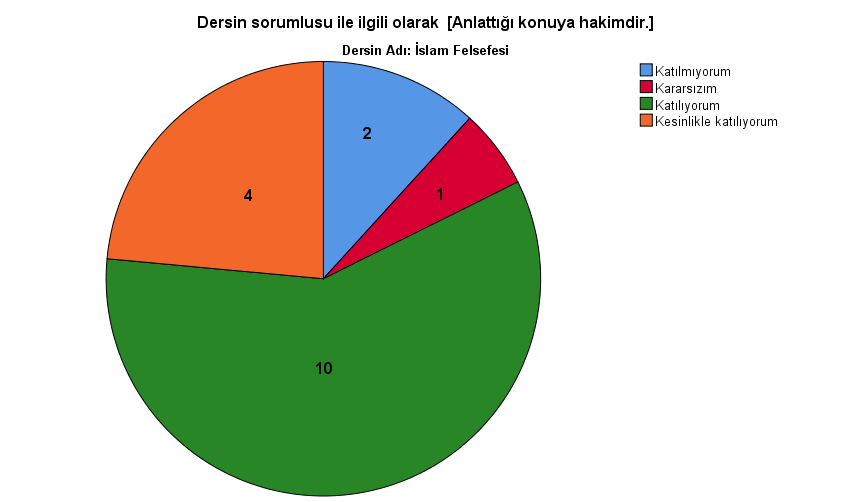 Dersin sorumlusu ile ilgili olarak  [Anlattığı konuya hakimdir.]
Dersin Adı: İslam Felsefesi
Katılmıyorum
Kararsızım
Katılıyorum
Kesinlikle katılıyorum
2
1
4
10